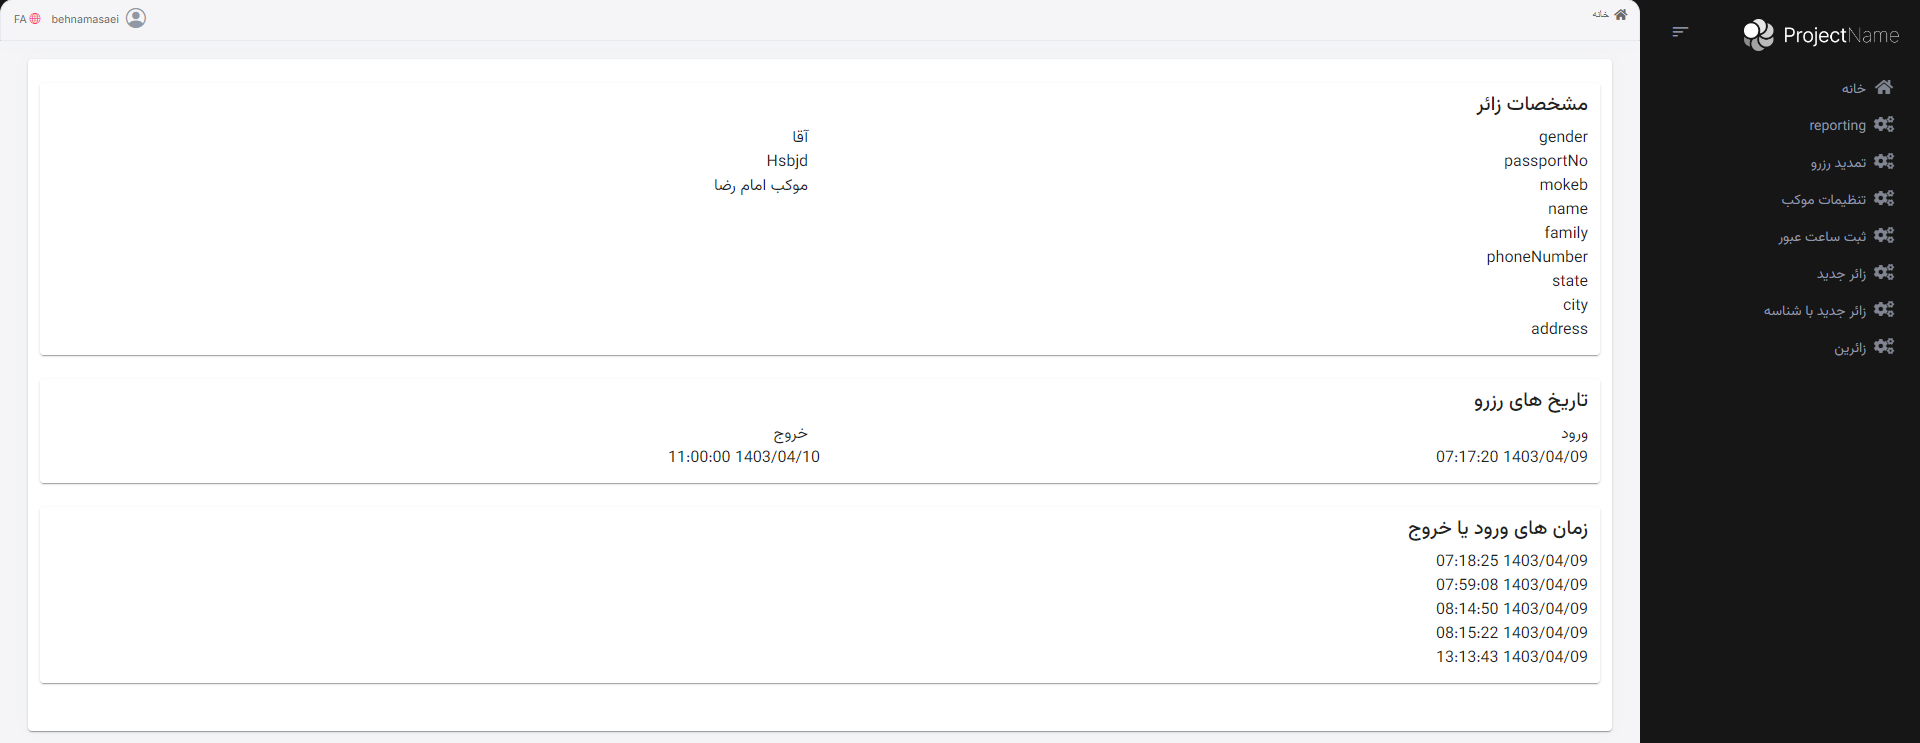 ProjectName
خانه
reporting
تمدید رزرو
تنظیمات موکب
ثبت ساعت عبور
زائر جدید
زائر جدید با شناسه
زائرین
خانه
behnamasaei
FA
مشخصات زائر
gender آقا
passportNo Hsbjd
mokeb موکب امام رضا
name
family
phoneNumber
state
city
address
تاریخ های رزرو
ورود خروج
07:17:20 1403/04/09 11:00:00 1403/04/10
زمان های ورود یا خروج
07:18:25 1403/04/09
07:59:08 1403/04/09
08:14:50 1403/04/09
08:15:22 1403/04/09
13:13:43 1403/04/09